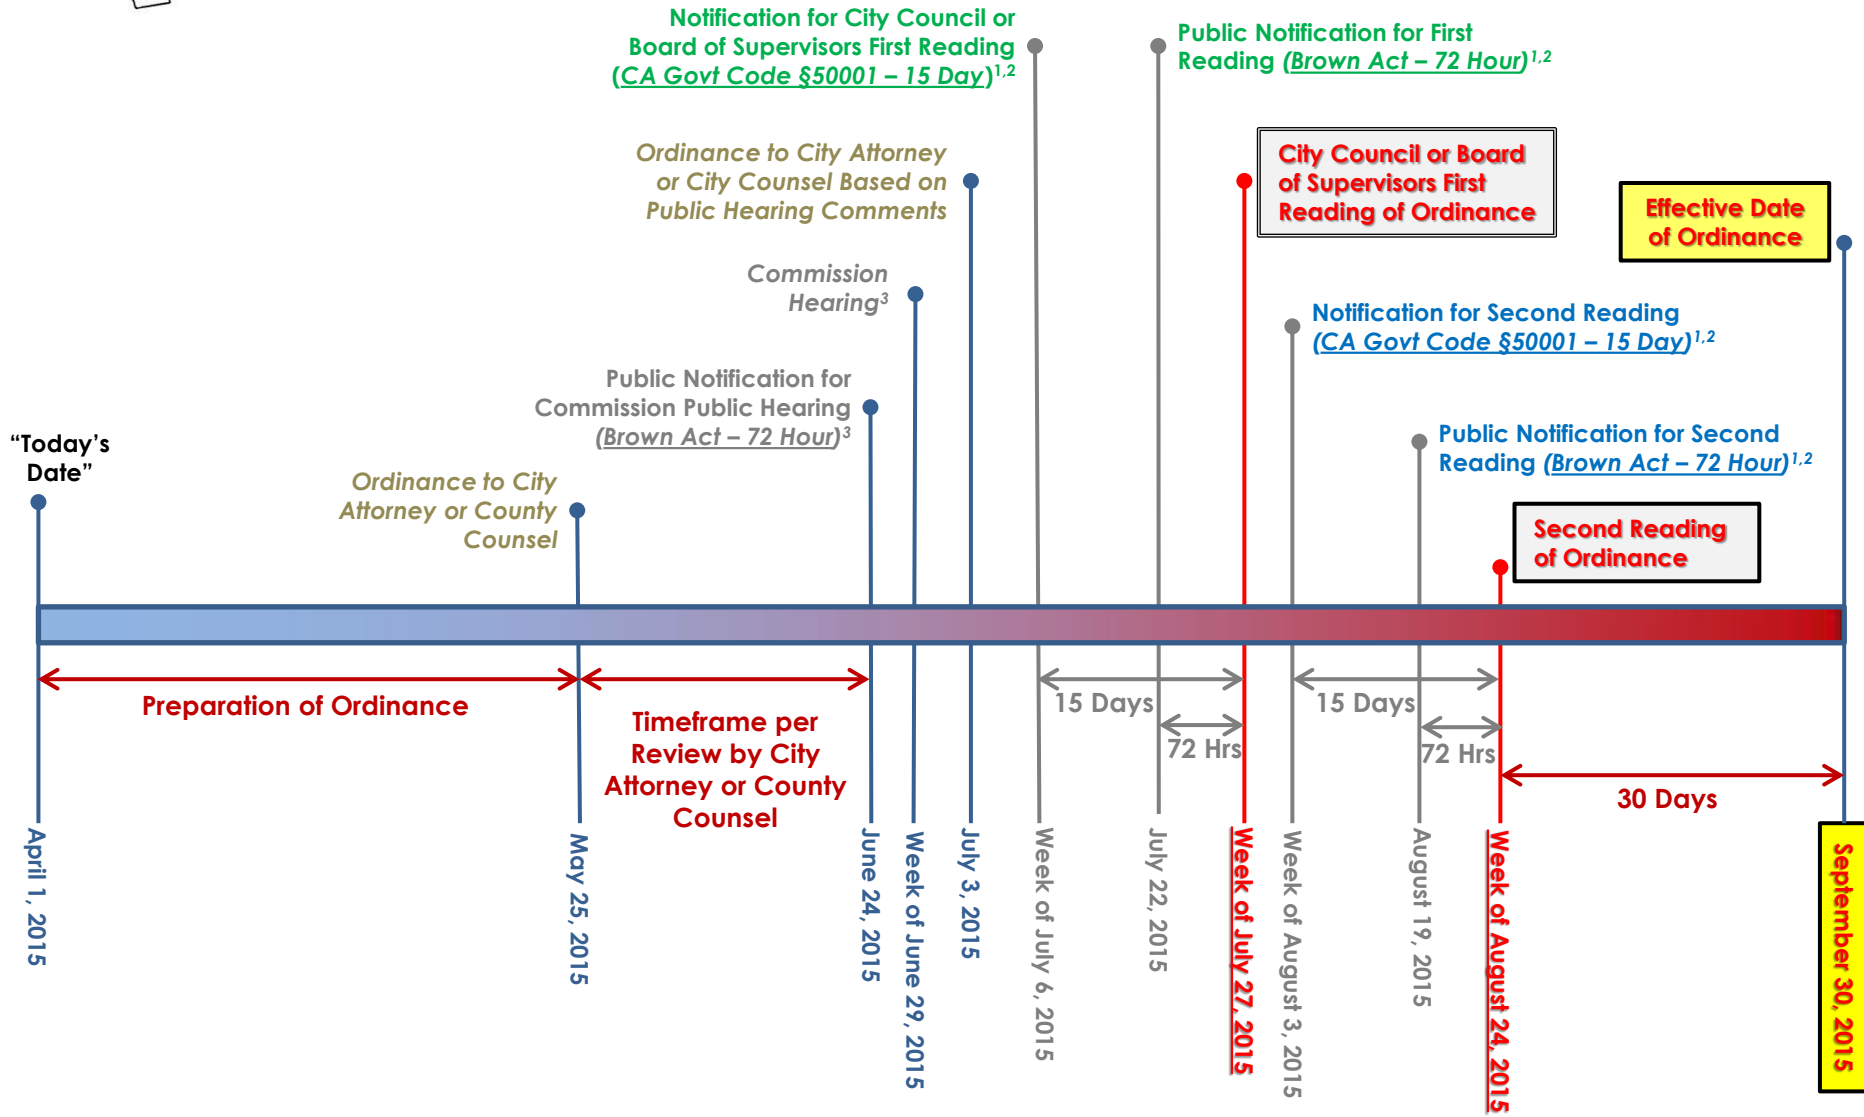 Notification for City Council or
Board of Supervisors First Reading
(CA Govt Code §50001 – 15 Day)1,2
Public Notification for First
Reading (Brown Act – 72 Hour)1,2
Ordinance to City Attorney
or City Counsel Based on
Public Hearing Comments
City Council or Board
of Supervisors First
Reading of Ordinance
Effective Date
of Ordinance
Commission
Hearing3
Notification for Second Reading
(CA Govt Code §50001 – 15 Day)1,2
Public Notification for
Commission Public Hearing
(Brown Act – 72 Hour)3
Public Notification for Second
Reading (Brown Act – 72 Hour)1,2
"Today's
Date"
Ordinance to City
Attorney or County
Counsel
Second Reading
of Ordinance
Preparation of Ordinance
Timeframe per
Review by City
Attorney or County
Counsel
15 Days
72 Hrs
15 Days
72 Hrs
30 Days
April 1, 2015
May 25, 2015
June 24, 2015
Week of June 29, 2015
July 3, 2015
Week of July 6, 2015
July 22, 2015
Week of July 27, 2015
Week of August 3, 2015
August 19, 2015
Week of August 24, 2015
September 30, 2015